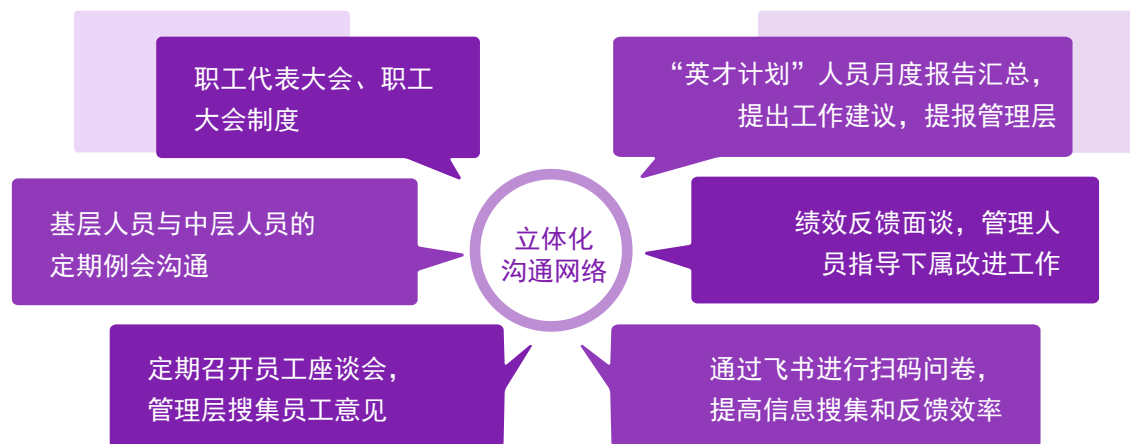 职工代表大会、职工
大会制度
“英才计划”人员月度报告汇总，
提出工作建议，提报管理层
基层人员与中层人员的
定期例会沟通
立体化
沟通网络
绩效反馈面谈，管理人
员指导下属改进工作
定期召开员工座谈会，
管理层搜集员工意见
通过飞书进行扫码问卷，
提高信息搜集和反馈效率